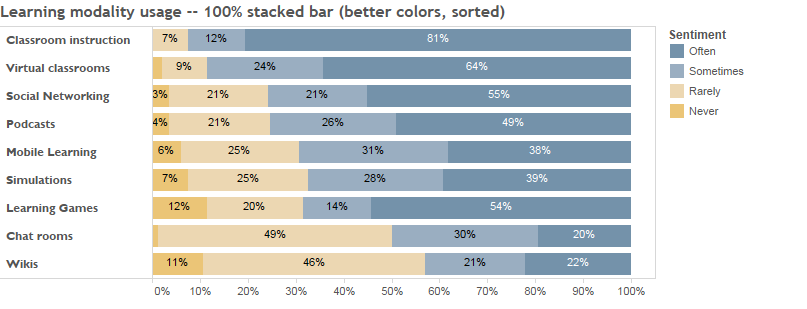 Learning modality usage -- 100% stacked bar (better colors, sorted)
Classroom instruction 7% 12% 81%
Virtual classrooms 9% 24% 64%
Social Networking 3% 21% 21% 55%
Podcasts 4% 21% 26% 49%
Mobile Learning 6% 25% 31% 38%
Simulations 7% 25% 28% 39%
Learning Games 12% 20% 14% 54%
Chat rooms 49% 30% 20%
Wikis 11% 46% 21% 22%
0% 10% 20% 30% 40% 50% 60% 70% 80% 90% 100%
Sentiment
Often
Sometimes
Rarely
Never